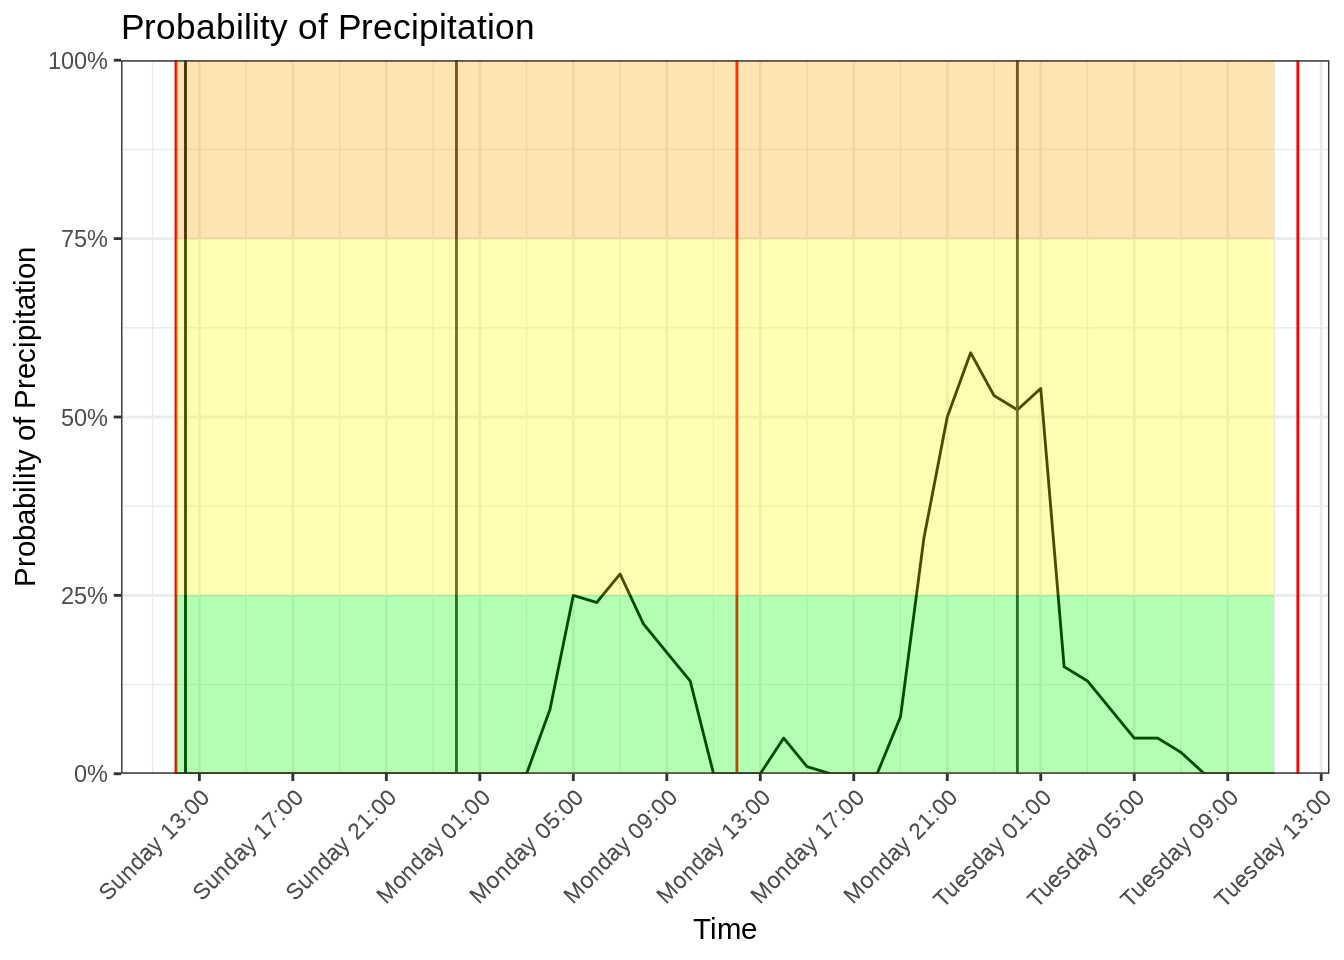 Probability of Precipitation
Probability of Precipitation
100%
75%
50%
25%
0%
Sunday 13:00
Sunday 17:00
Sunday 21:00
Monday 01:00
Monday 05:00
Monday 09:00
Monday 13:00
Monday 17:00
Monday 21:00
Tuesday 01:00
Tuesday 05:00
Tuesday 09:00
Tuesday 13:00
Time